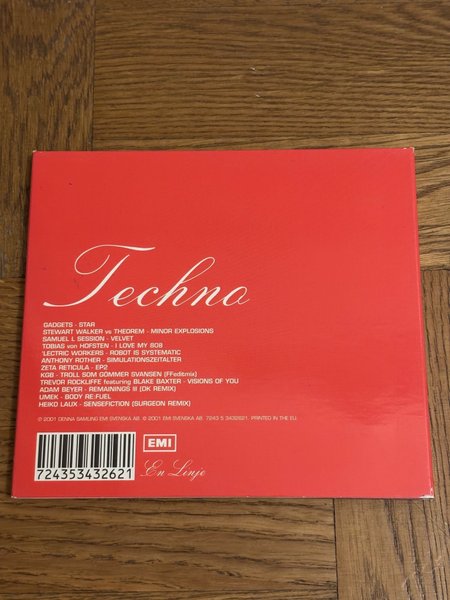 Techno
GADGETS - STAR
STEWART WALKER vs THEOREM - MINOR EXPLOSIONS
SAMUEL L SESSION - VELVET
TOBIAS von HOFSTEN - I LOVE MY 808
'LECTRIC WORKERS - ROBOT IS SYSTEMATIC
ANTHONY ROTHER - SIMULATIONSZEITALTER
ZETA RETICULA - EP2
KGB - TROLL SOM GÖMMER SVANSEN [FFeditmix]
TREVOR ROCKLIFFE featuring BLAKE BAXTER - VISIONS OF YOU
ADAM BEYER - REMAININGS III (DK REMIX)
UMEK - BODY RE:FUEL
HEIKO LAUX - SENSEFICTION (SURGEON REMIX)
℗ 2001 DENNA SAMLING EMI SVENSKA AB. © 2001 EMI SVENSKA AB. 7243 5 3432621. PRINTED IN THE EU.
724353432621
EMI
En Linje